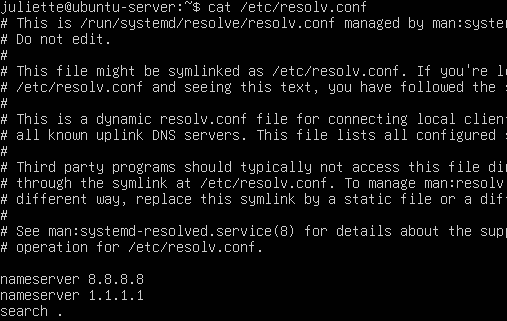 juliette@ubuntu-server:~$ cat /etc/resolv.conf
# This is /run/systemd/resolve/resolv.conf managed by man:syste
# Do not edit.
#
# This file might be symlinked as /etc/resolv.conf. If you're l
# /etc/resolv.conf and seeing this text, you have followed the s
#
# This is a dynamic resolv.conf file for connecting local clien
# all known uplink DNS servers. This file lists all configured s
#
# Third party programs should typically not access this file dir
# through the symlink at /etc/resolv.conf. To manage man:resolv
# different way, replace this symlink by a static file or a dif
#
# See man:systemd-resolved.service(8) for details about the sup
# operation for /etc/resolv.conf.
nameserver 8.8.8.8
nameserver 1.1.1.1
search .